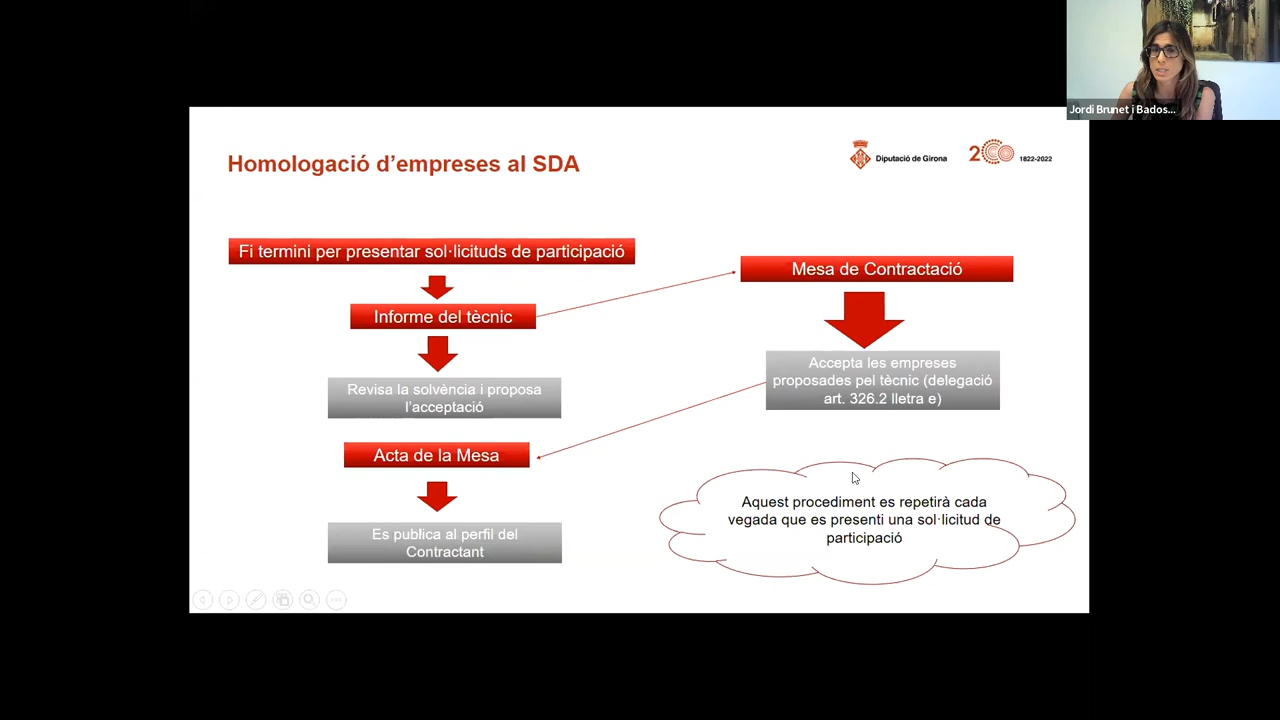 Jordi Brunet i Bados...
Homologació d'empreses al SDA
Diputació de Girona
200
1822-2022
Fi termini per presentar sol·licituds de participació
Informe del tècnic
Revisa la solvència i proposa
l'acceptació
Acta de la Mesa
Es publica al perfil del
Contractant
Mesa de Contractació
Accepta les empreses
proposades pel tècnic (delegació
art. 326.2 lletra e)
Aquest procediment es repetirà cada
vegada que es presenti una sol·licitud de
participació